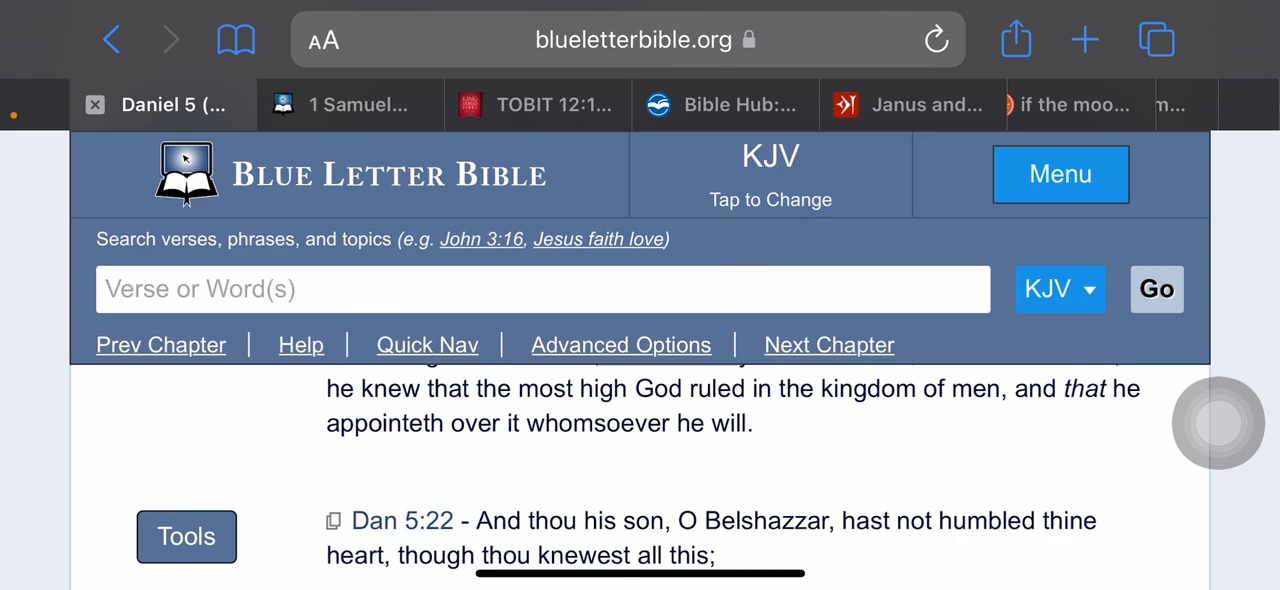 AA blueletterbible.org
Daniel 5 (... 1 Samuel... TOBIT 12:1... Bible Hub:... Janus and... if the moo... m...
BLUE LETTER BIBLE
KJV
Tap to Change
Menu
Search verses, phrases, and topics (e.g. John 3:16, Jesus faith love)
Verse or Word(s)
KJV
Go
Prev Chapter | Help | Quick Nav | Advanced Options | Next Chapter
he knew that the most high God ruled in the kingdom of men, and that he
appointeth over it whomsoever he will.
Tools
Dan 5:22 - And thou his son, O Belshazzar, hast not humbled thine
heart, though thou knewest all this;